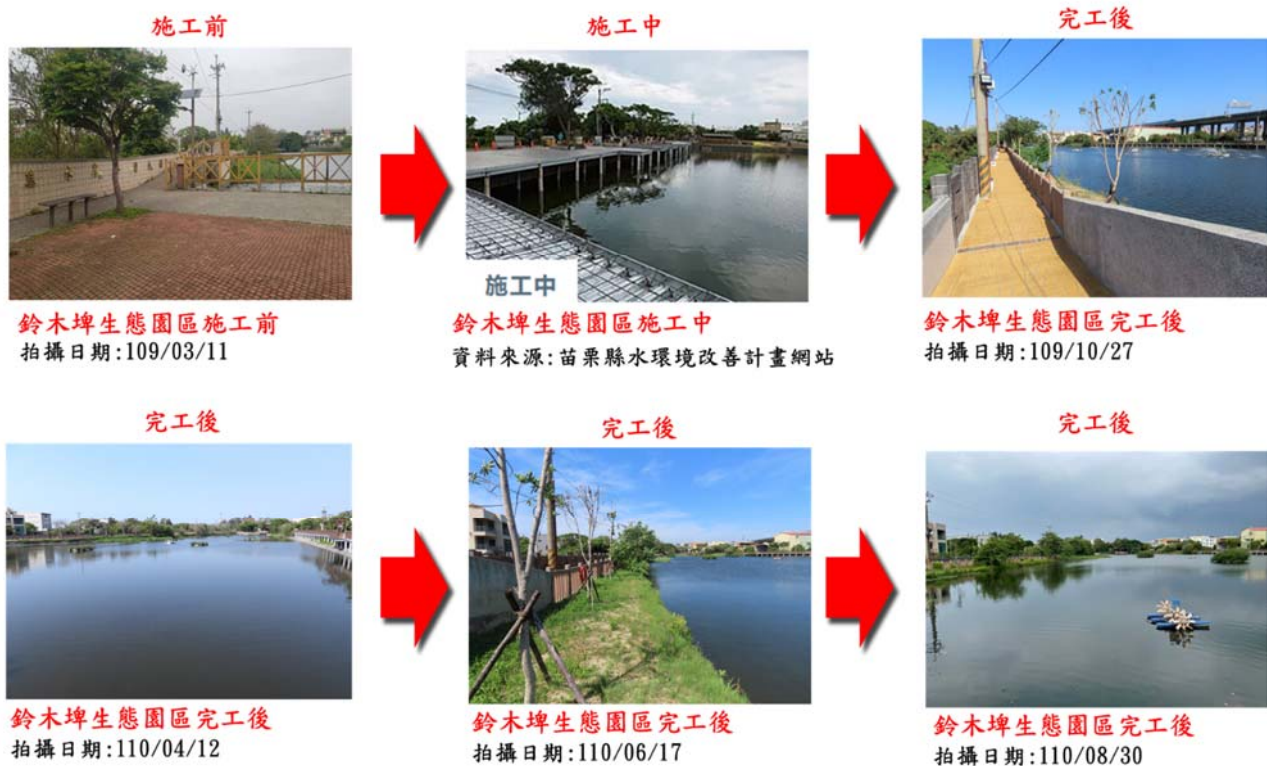 施工前
施工中
完工後
施工中
鈴木埤生態園區施工前
拍攝日期:109/03/11
鈴木埤生態園區施工中
資料來源:苗栗縣水環境改善計畫網站
鈴木埤生態園區完工後
拍攝日期:109/10/27
完工後
完工後
完工後
鈴木埤生態園區完工後
拍攝日期:110/04/12
鈴木埤生態園區完工後
拍攝日期:110/06/17
鈴木埤生態園區完工後
拍攝日期:110/08/30